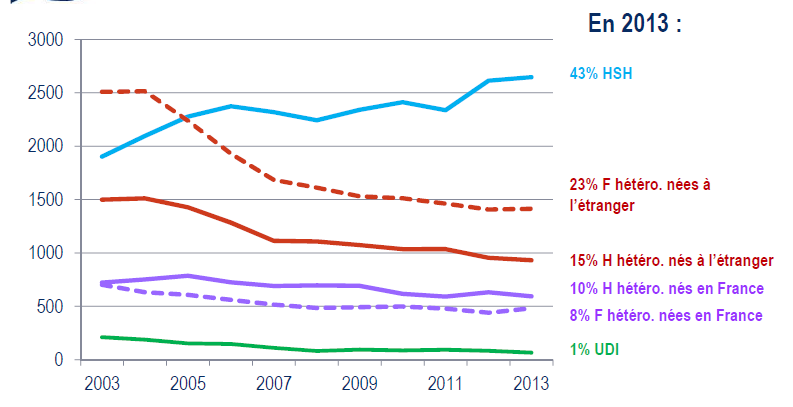 En 2013 :
3000
2500
2000
1500
1000
500
0
2003
2005
2007
2009
2011
2013
43% HSH
23% F hétéro. nées à
l’étranger
15% H hétéro. nés à l’étranger
10% H hétéro. nés en France
8% F hétéro. nées en France
1% UDI